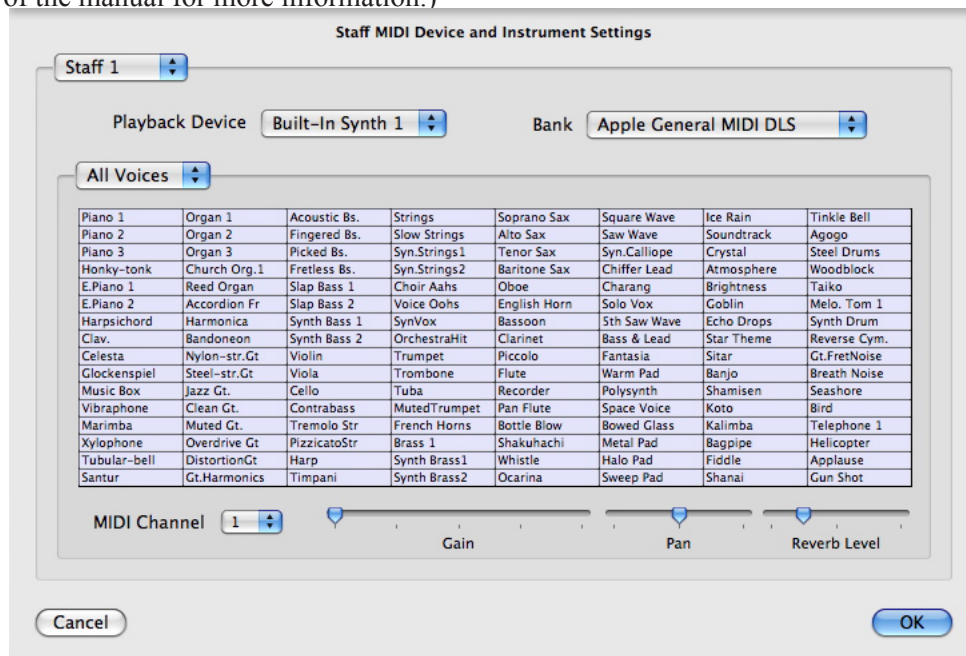 of the manual for more information.)
Staff MIDI Device and Instrument Settings
Staff 1
Playback Device Built-In Synth 1 Bank Apple General MIDI DLS
All Voices
Piano 1 Organ 1 Acoustic Bs. Strings Soprano Sax Square Wave Ice Rain Tinkle Bell
Piano 2 Organ 2 Fingered Bs. Slow Strings Alto Sax Saw Wave Soundtrack Agogo
Piano 3 Organ 3 Picked Bs. Syn.Strings1 Tenor Sax Syn.Calliope Crystal Steel Drums
Honky-tonk Church Org.1 Fretless Bs. Syn.Strings2 Baritone Sax Chiffer Lead Atmosphere Woodblock
E.Piano 1 Reed Organ Slap Bass 1 Choir Aahs Oboe Charang Brightness Taiko
E.Piano 2 Accordion Fr Slap Bass 2 Voice Oohs English Horn Solo Vox Goblin Melo. Tom 1
Harpsichord Harmonica Synth Bass 1 SynVox Bassoon 5th Saw Wave Echo Drops Synth Drum
Clav. Bandoneon Synth Bass 2 OrchestraHit Clarinet Bass & Lead Star Theme Reverse Cym.
Celesta Nylon-str.Gt Violin Trumpet Piccolo Fantasia Sitar Gt.FretNoise
Glockenspiel Steel-str.Gt Viola Trombone Flute Warm Pad Banjo Breath Noise
Music Box Jazz Gt. Cello Tuba Recorder Polysynth Shamisen Seashore
Vibraphone Clean Gt. Contrabass MutedTrumpet Pan Flute Space Voice Koto Bird
Marimba Muted Gt. Tremolo Str French Horns Bottle Blow Bowed Glass Kalimba Telephone 1
Xylophone Overdrive Gt PizzicatoStr Brass 1 Shakuhachi Metal Pad Bagpipe Helicopter
Tubular-bell DistortionGt Harp Synth Brass1 Whistle Halo Pad Fiddle Applause
Santur Gt.Harmonics Timpani Synth Brass2 Ocarina Sweep Pad Shanai Gun Shot
MIDI Channel 1
Gain Pan Reverb Level
Cancel OK